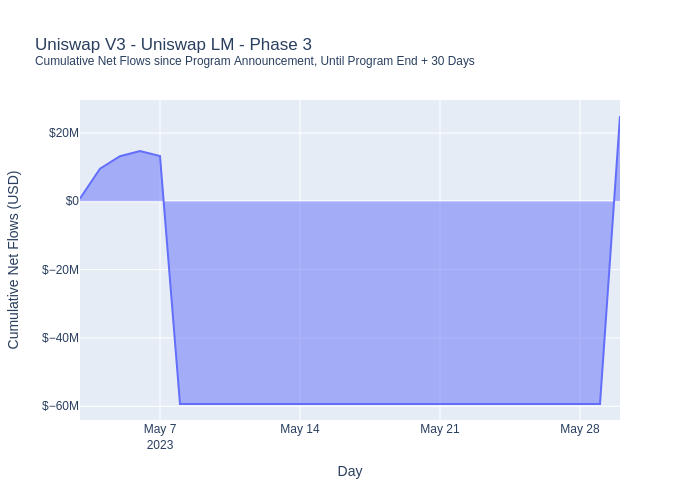 Uniswap V3 - Uniswap LM - Phase 3
Cumulative Net Flows since Program Announcement, Until Program End + 30 Days
Cumulative Net Flows (USD)
$20M
$0
$−20M
$−40M
$−60M
May 7
2023
May 14
May 21
May 28
Day